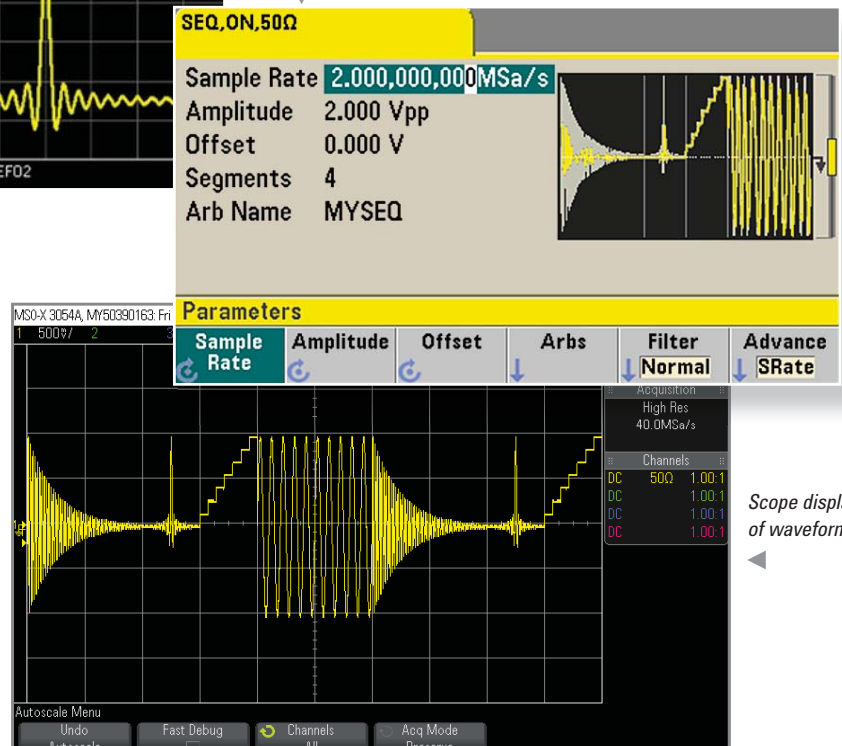 SEQ,ON,50Ω
Sample Rate 2.000,000,000MSa/s
Amplitude 2.000 Vpp
Offset 0.000 V
Segments 4
Arb Name MYSEQ
EF02
Parameters
Sample Rate
Amplitude
Offset
Arbs
Filter
Normal
Advance
SRate
MSO-X 3054A, MY50390163: Fri
1 500 2 3
Acquisition
High Res
40.0MSa/s
Channels
DC 50Ω 1.00:1
DC 1.00:1
DC 1.00:1
DC 1.00:1
Scope displa
of waveform
Autoscale Menu
Undo
Autoscale
Fast Debug
Channels
All
Acq Mode
Preserve